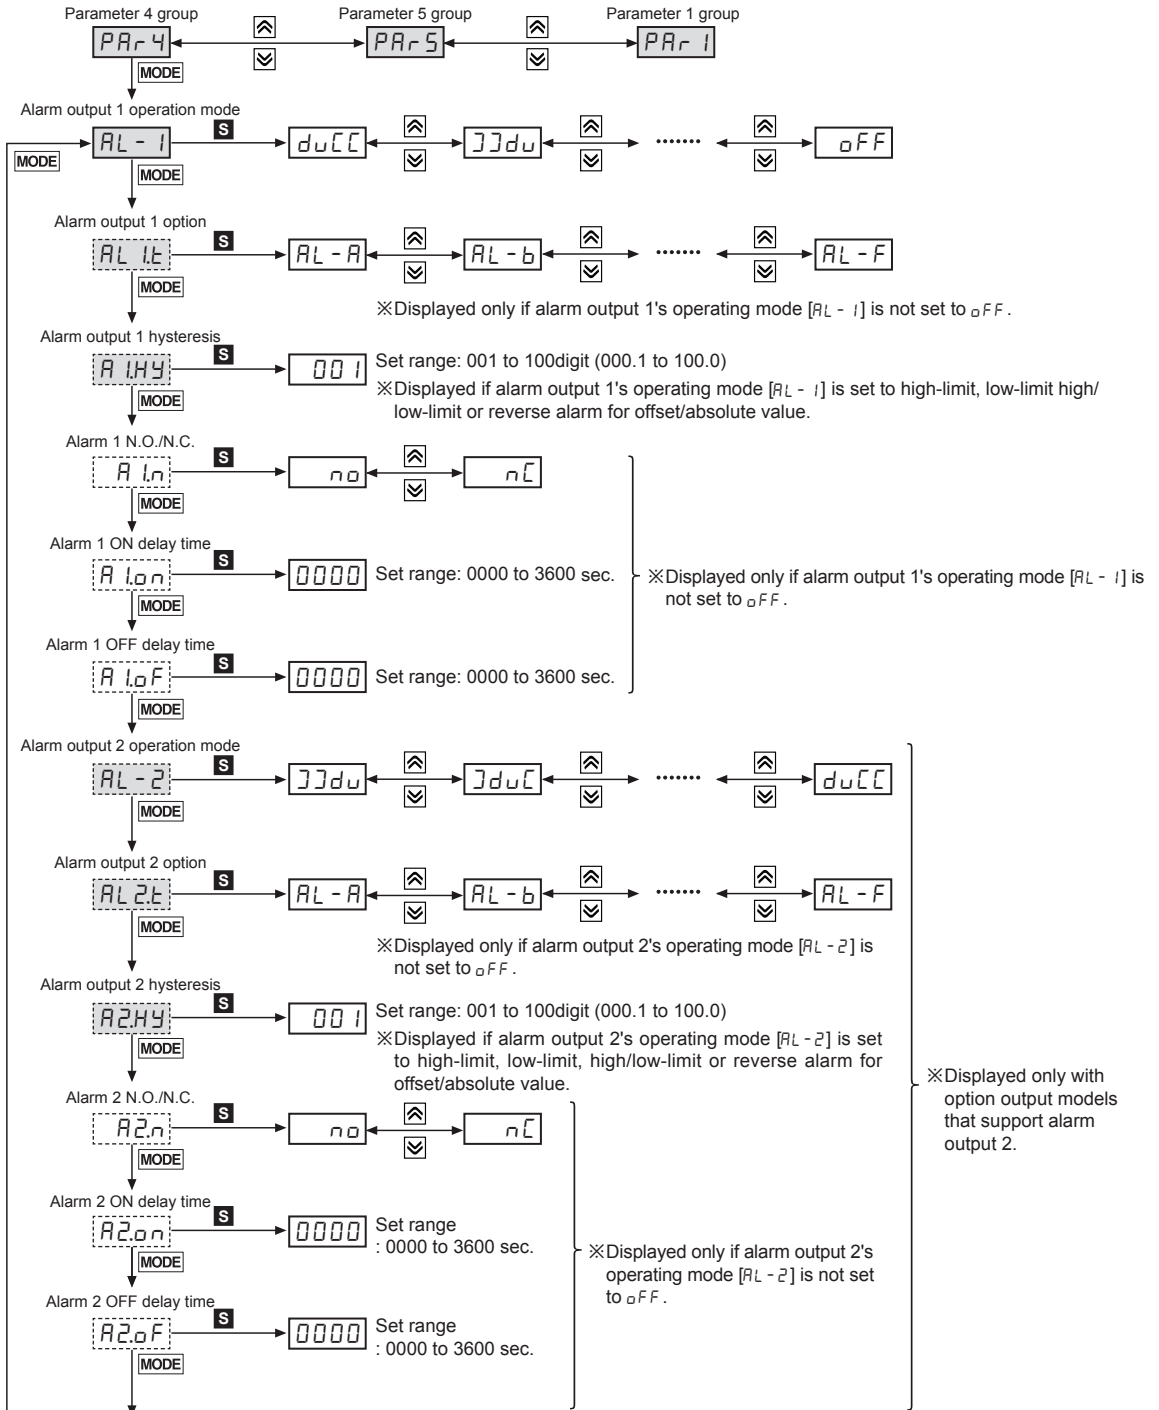 Parameter 4 group Parameter 5 group Parameter 1 group
PAr4 PAr5 PAr1
MODE
Alarm output 1 operation mode
AL-1 S duCC ]]du ······· oFF
MODE MODE
Alarm output 1 option
AL1.t S AL-A AL-b ······· AL-F
MODE
※Displayed only if alarm output 1's operating mode [AL-1] is not set to oFF.
Alarm output 1 hysteresis
A1.HY S 001 Set range: 001 to 100digit (000.1 to 100.0)
MODE
※Displayed if alarm output 1's operating mode [AL-1] is set to high-limit, low-limit high/
low-limit or reverse alarm for offset/absolute value.
Alarm 1 N.O./N.C.
A1.n S no nC
MODE
Alarm 1 ON delay time
A1.on S 0000 Set range: 0000 to 3600 sec.
MODE
※Displayed only if alarm output 1's operating mode [AL-1] is
not set to oFF.
Alarm 1 OFF delay time
A1.oF S 0000 Set range: 0000 to 3600 sec.
MODE
Alarm output 2 operation mode
AL-2 S ]]du ]duC ······· duCC
MODE
Alarm output 2 option
AL2.t S AL-A AL-b ······· AL-F
MODE
※Displayed only if alarm output 2's operating mode [AL-2] is
not set to oFF.
Alarm output 2 hysteresis
A2.HY S 001 Set range: 001 to 100digit (000.1 to 100.0)
MODE
※Displayed if alarm output 2's operating mode [AL-2] is set
to high-limit, low-limit, high/low-limit or reverse alarm for
offset/absolute value.
※Displayed only with
option output models
that support alarm
output 2.
Alarm 2 N.O./N.C.
A2.n S no nC
MODE
Alarm 2 ON delay time
A2.on S 0000 Set range
: 0000 to 3600 sec.
MODE
※Displayed only if alarm output 2's
operating mode [AL-2] is not set
to oFF.
Alarm 2 OFF delay time
A2.oF S 0000 Set range
: 0000 to 3600 sec.
MODE